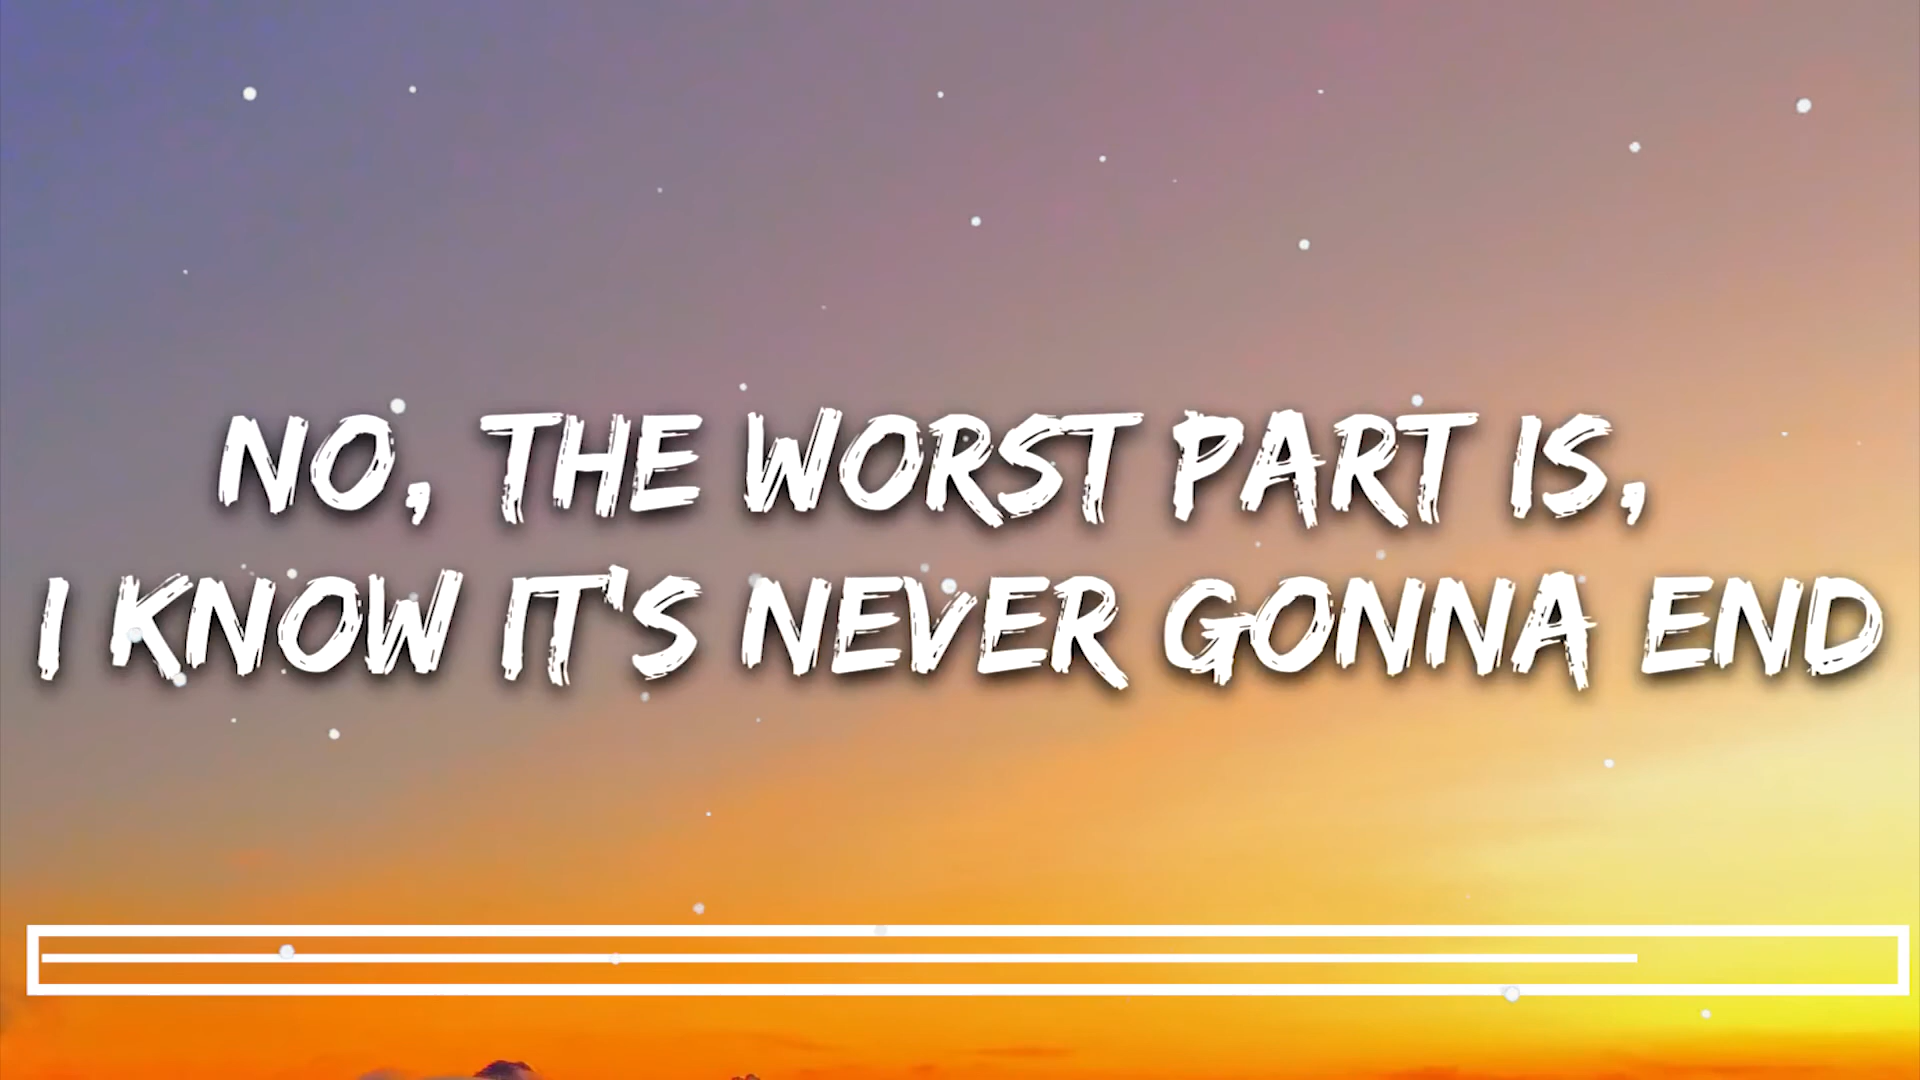 NO, THE WORST PART IS,
I KNOW IT'S NEVER GONNA END